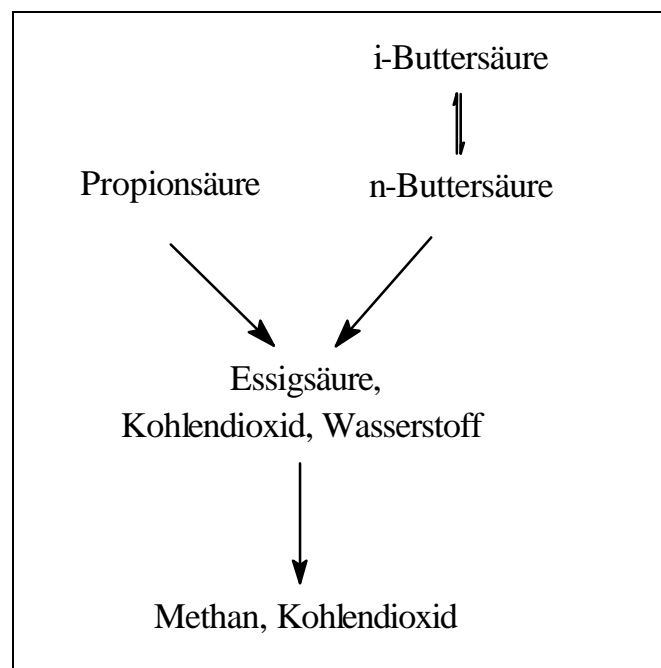 i-Buttersäure
Propionsäure
n-Buttersäure
Essigsäure,
Kohlendioxid, Wasserstoff
Methan, Kohlendioxid